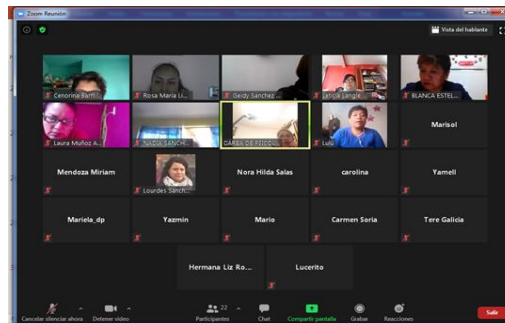 Zoom Reunión
Vista del hablante
Cenorina Barri...
Rosa María Li...
Geidy Sánchez ...
Leticia Langle...
BLANCA ESTEL...
Laura Muñoz A...
NADIA SANCH...
Lulú
Marisol
Mendoza Miriam
Lourdes Sánch...
Nora Hilda Salas
carolina
Yamell
Mariela_dp
Yazmin
Mario
Carmen Soria
Tere Galicia
Hermana Liz Ro...
Lucerito
Cancelar silenciar ahora
Detener video
22
Participantes
Chat
Compartir pantalla
Grabar
Reacciones
Salir